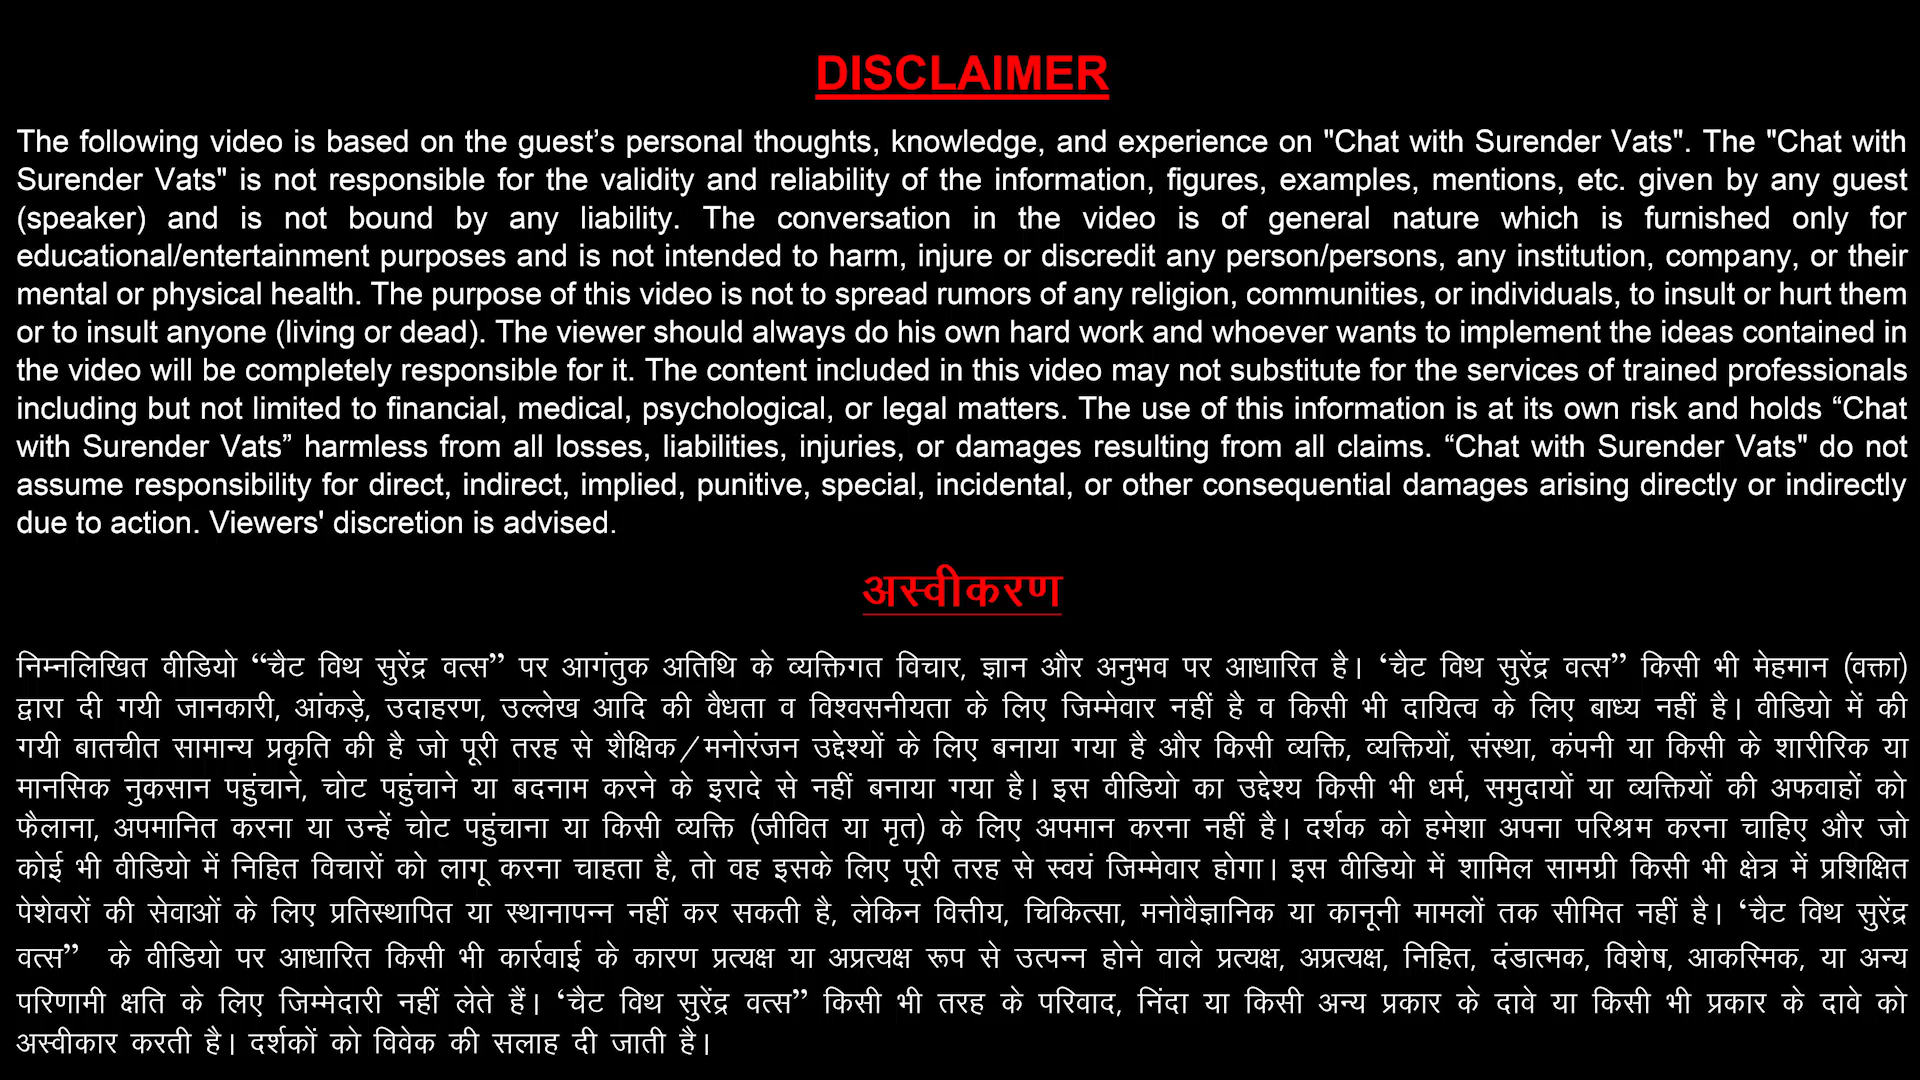 DISCLAIMER
The following video is based on the guest’s personal thoughts, knowledge, and experience on "Chat with Surender Vats". The "Chat with
Surender Vats" is not responsible for the validity and reliability of the information, figures, examples, mentions, etc. given by any guest
(speaker) and is not bound by any liability. The conversation in the video is of general nature which is furnished only for
educational/entertainment purposes and is not intended to harm, injure or discredit any person/persons, any institution, company, or their
mental or physical health. The purpose of this video is not to spread rumors of any religion, communities, or individuals, to insult or hurt them
or to insult anyone (living or dead). The viewer should always do his own hard work and whoever wants to implement the ideas contained in
the video will be completely responsible for it. The content included in this video may not substitute for the services of trained professionals
including but not limited to financial, medical, psychological, or legal matters. The use of this information is at its own risk and holds “Chat
with Surender Vats” harmless from all losses, liabilities, injuries, or damages resulting from all claims. “Chat with Surender Vats" do not
assume responsibility for direct, indirect, implied, punitive, special, incidental, or other consequential damages arising directly or indirectly
due to action. Viewers' discretion is advised.
अस्वीकरण
निम्नलिखित वीडियो “चैट विथ सुरेंद्र वत्स” पर आगंतुक अतिथि के व्यक्तिगत विचार, ज्ञान और अनुभव पर आधारित है। ‘चैट विथ सुरेंद्र वत्स” किसी भी मेहमान (वक्ता)
द्वारा दी गयी जानकारी, आंकड़े, उदाहरण, उल्लेख आदि की वैधता व विश्वसनीयता के लिए जिम्मेवार नहीं है व किसी भी दायित्व के लिए बाध्य नहीं है। वीडियो में की
गयी बातचीत सामान्य प्रकृति की है जो पूरी तरह से शैक्षिक/मनोरंजन उद्देश्यों के लिए बनाया गया है और किसी व्यक्ति, व्यक्तियों, संस्था, कंपनी या किसी के शारीरिक या
मानसिक नुकसान पहुंचाने, चोट पहुंचाने या बदनाम करने के इरादे से नहीं बनाया गया है। इस वीडियो का उद्देश्य किसी भी धर्म, समुदायों या व्यक्तियों की अफवाहों को
फैलाना, अपमानित करना या उन्हें चोट पहुंचाना या किसी व्यक्ति (जीवित या मृत) के लिए अपमान करना नहीं है। दर्शक को हमेशा अपना परिश्रम करना चाहिए और जो
कोई भी वीडियो में निहित विचारों को लागू करना चाहता है, तो वह इसके लिए पूरी तरह से स्वयं जिम्मेवार होगा। इस वीडियो में शामिल सामग्री किसी भी क्षेत्र में प्रशिक्षित
पेशेवरों की सेवाओं के लिए प्रतिस्थापित या स्थानापन्न नहीं कर सकती है, लेकिन वित्तीय, चिकित्सा, मनोवैज्ञानिक या कानूनी मामलों तक सीमित नहीं है। ‘चैट विथ सुरेंद्र
वत्स” के वीडियो पर आधारित किसी भी कार्रवाई के कारण प्रत्यक्ष या अप्रत्यक्ष रूप से उत्पन्न होने वाले प्रत्यक्ष, अप्रत्यक्ष, निहित, दंडात्मक, विशेष, आकस्मिक, या अन्य
परिणामी क्षति के लिए जिम्मेदारी नहीं लेते हैं। ‘चैट विथ सुरेंद्र वत्स” किसी भी तरह के परिवाद, निंदा या किसी अन्य प्रकार के दावे या किसी भी प्रकार के दावे को
अस्वीकार करती है। दर्शकों को विवेक की सलाह दी जाती है।